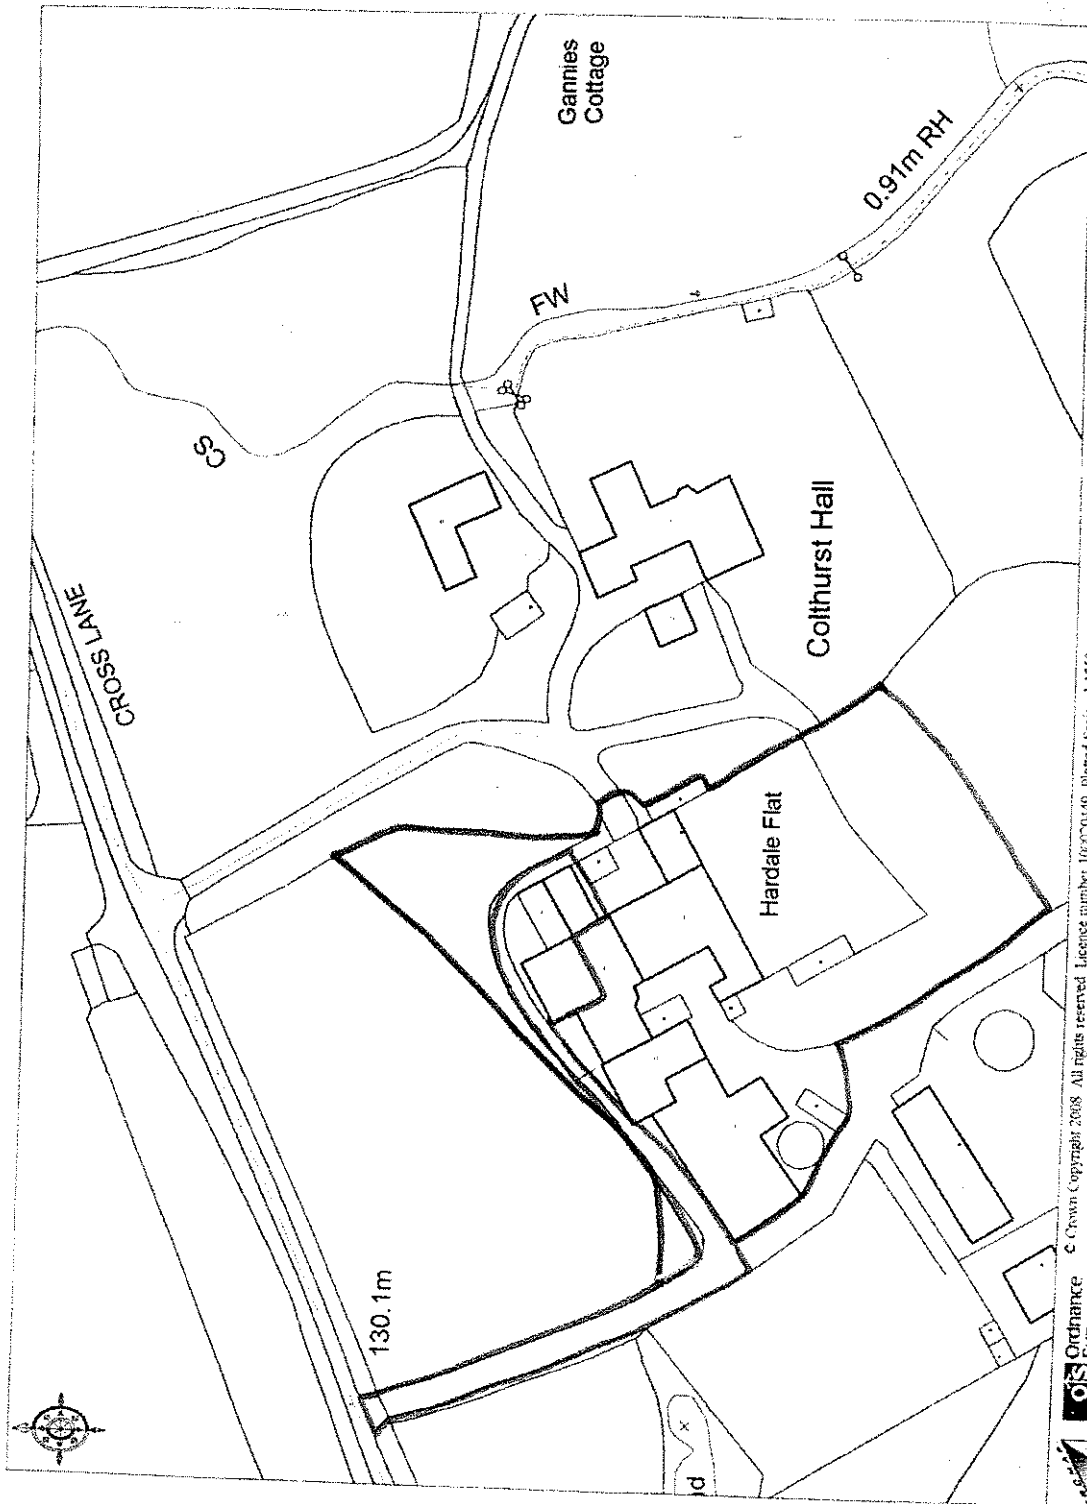 Gannies
Cottage
0.91m RH
FW
CS
CROSS LANE
Colthurst Hall
Hardale Flat
130.1m
os Ordnance
© Crown Copyright 2008 All rights reserved Licence number